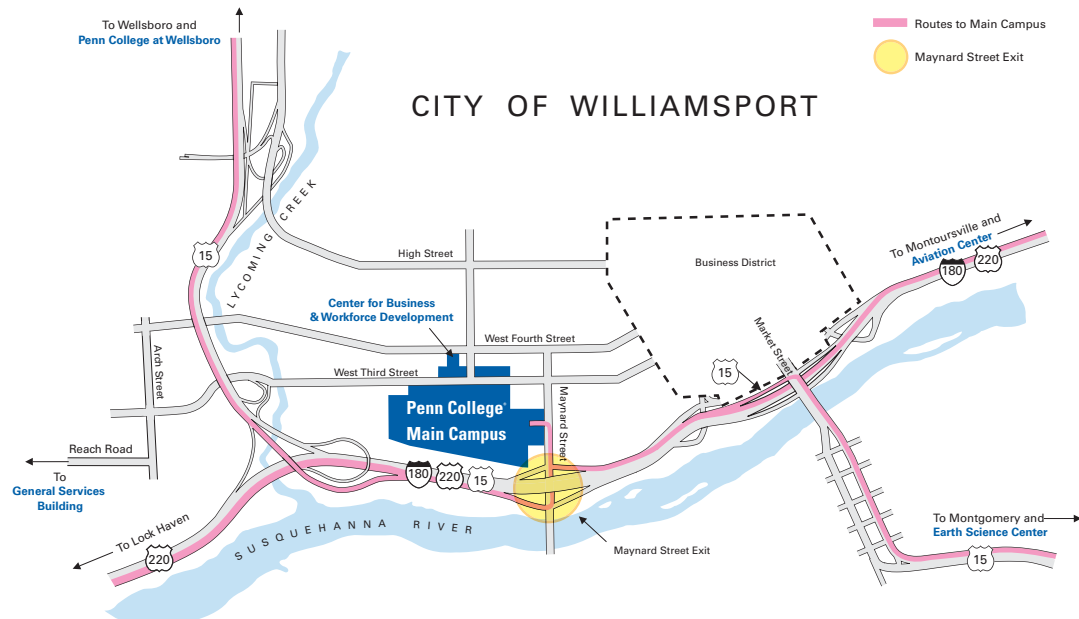 To Wellsboro and
Penn College at Wellsboro
Routes to Main Campus
Maynard Street Exit
CITY OF WILLIAMSPORT
LYCOMING CREEK
15
High Street
Business District
To Montoursville and
Aviation Center
180
220
Center for Business
& Workforce Development
West Fourth Street
West Third Street
Market Street
15
Arch Street
Maynard Street
Penn College®
Main Campus
Reach Road
To
General Services
Building
180
220
15
To Lock Haven
220
SUSQUEHANNA RIVER
Maynard Street Exit
To Montgomery and
Earth Science Center
15